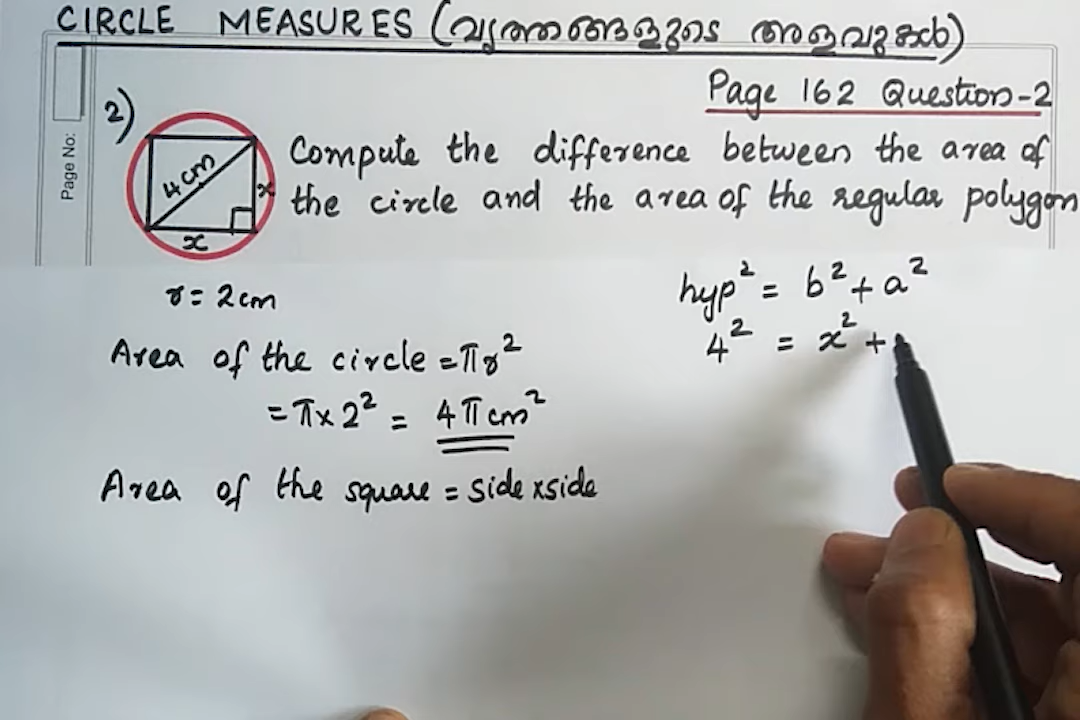 CIRCLE MEASURES (വൃത്തങ്ങളുടെ അളവുകൾ)
Page 162 Question-2
Page No:
2)
4cm
x
x
Compute the difference between the area of
the circle and the area of the regular polygon
r = 2cm
Area of the circle = πr²
= π × 2² = 4π cm²
Area of the square = side × side
hyp² = b² + a²
4² = x² +